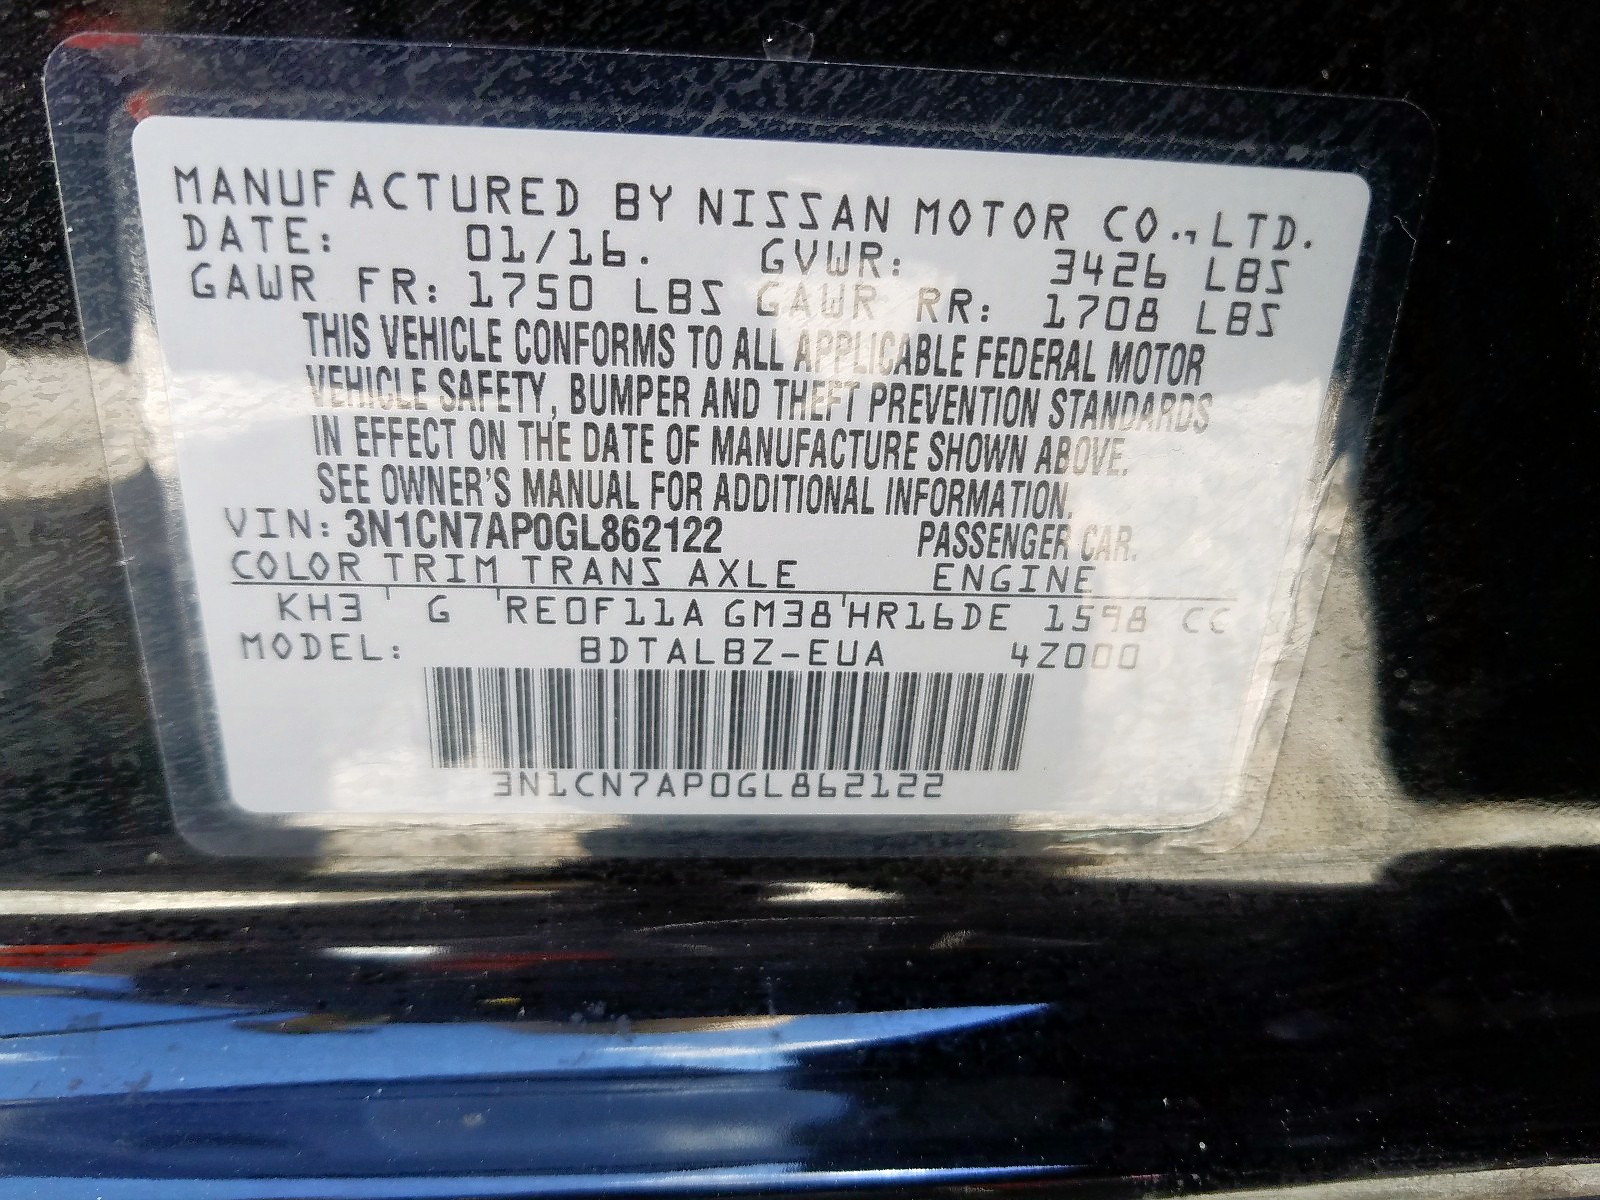 MANUFACTURED BY NISSAN MOTOR CO., LTD.
DATE: 01/16. GVWR: 3426 LBS
GAWR FR: 1750 LBS GAWR RR: 1708 LBS
THIS VEHICLE CONFORMS TO ALL APPLICABLE FEDERAL MOTOR
VEHICLE SAFETY, BUMPER AND THEFT PREVENTION STANDARDS
IN EFFECT ON THE DATE OF MANUFACTURE SHOWN ABOVE.
SEE OWNER'S MANUAL FOR ADDITIONAL INFORMATION.
VIN: 3N1CN7AP0GL862122 PASSENGER CAR.
COLOR TRIM TRANS AXLE ENGINE
KH3 G RE0F11A GM38 HR16DE 1598 CC
MODEL: BDTALBZ-EUA 4Z000
3N1CN7AP0GL862122